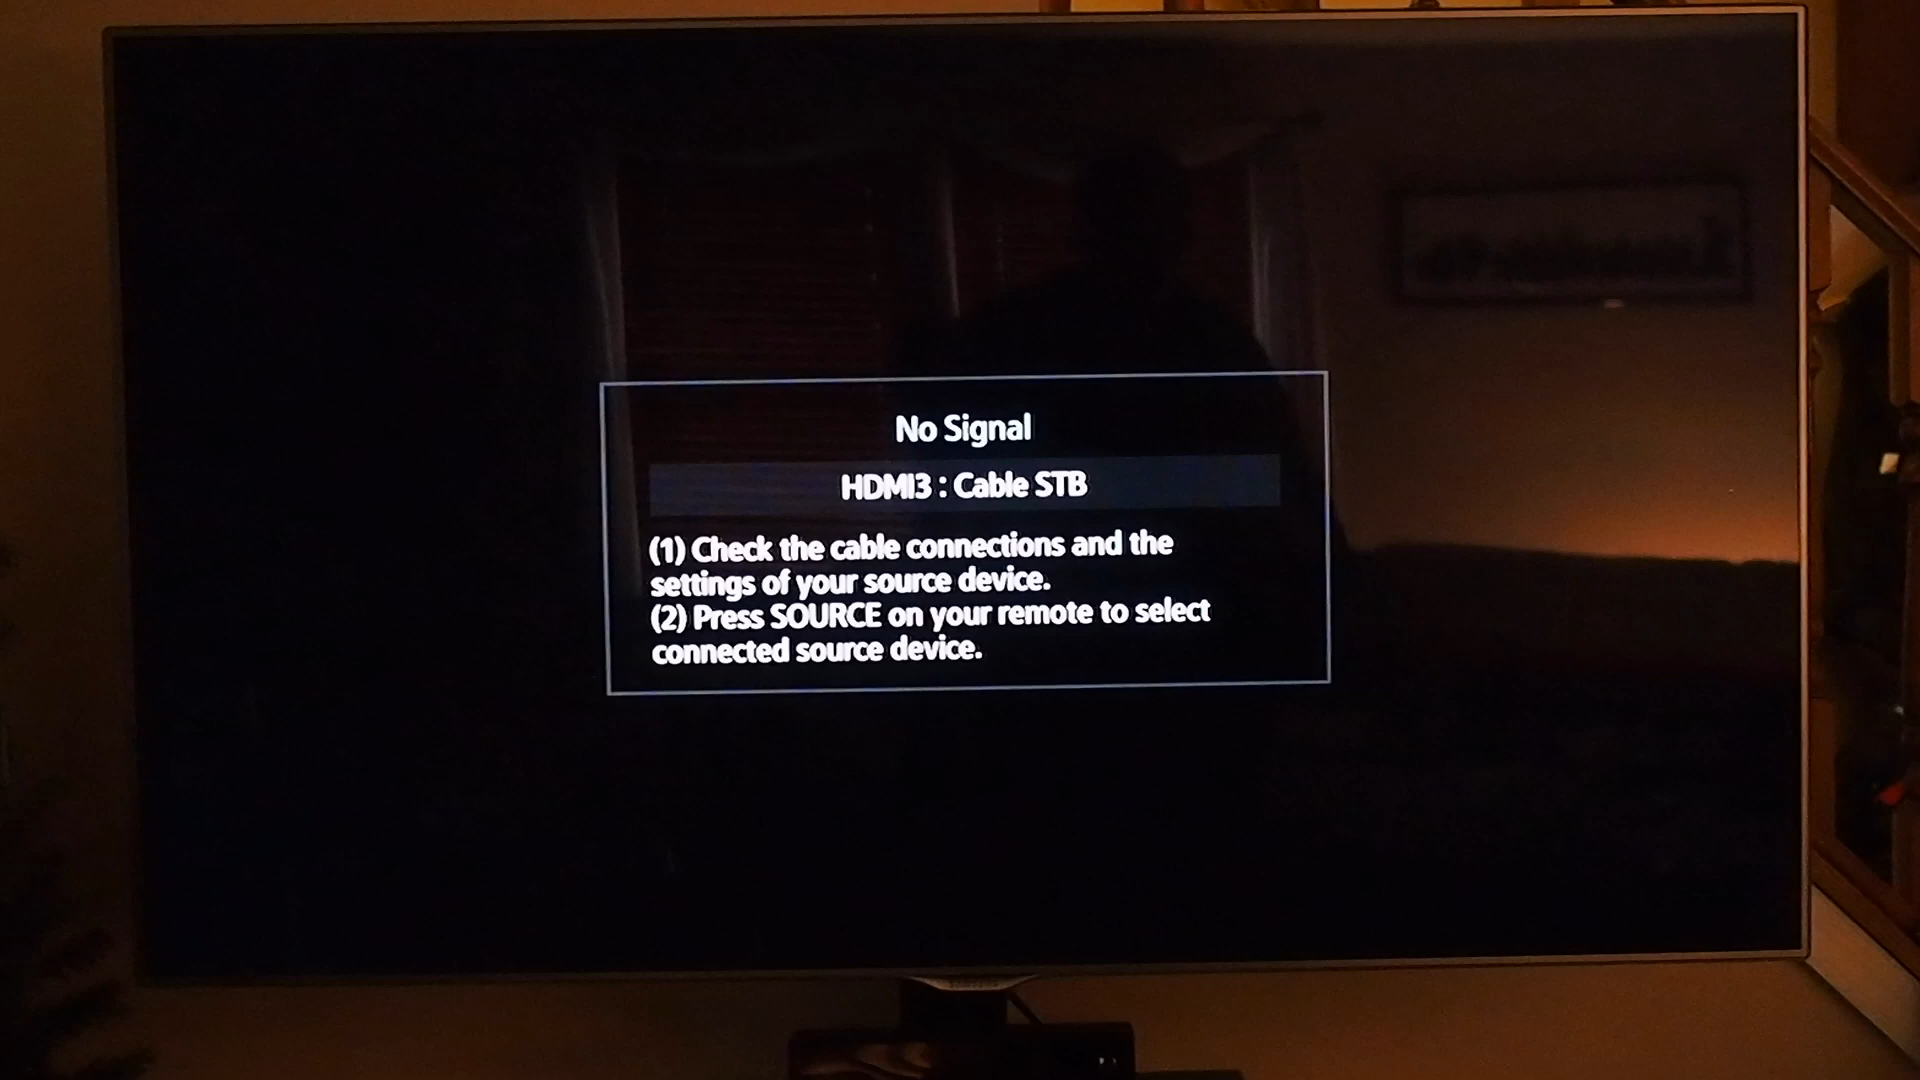 No Signal
HDMI3 : Cable STB
(1) Check the cable connections and the
settings of your source device.
(2) Press SOURCE on your remote to select
connected source device.
SAMSUNG